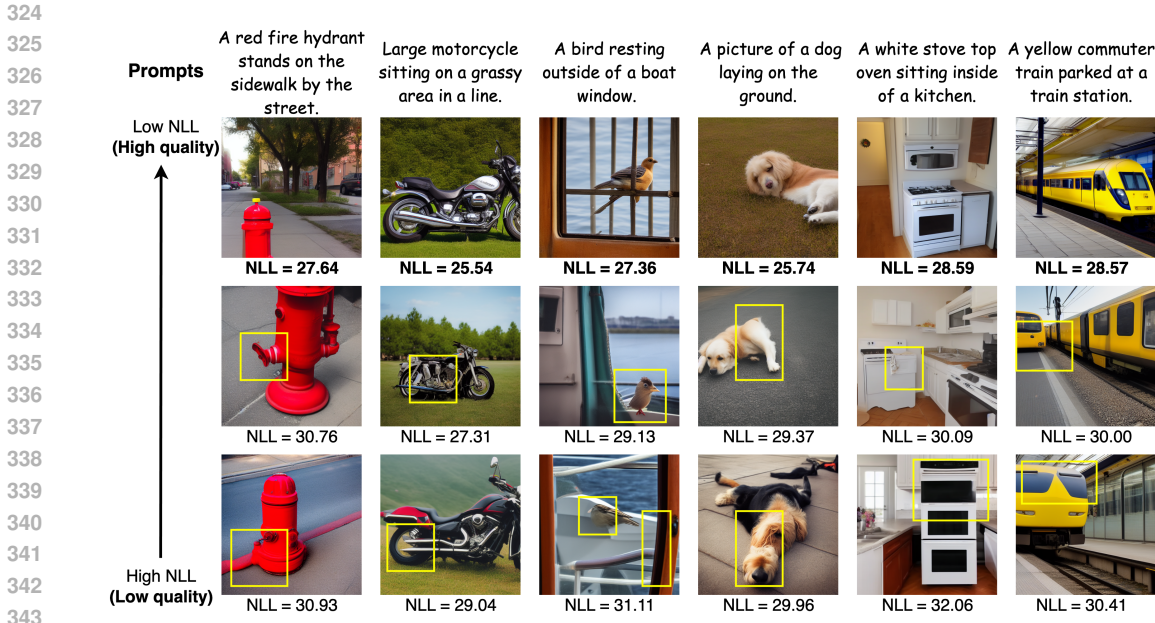 324
325
326
327
328
329
330
331
332
333
334
335
336
337
338
339
340
341
342
343
Prompts
A red fire hydrant
stands on the
sidewalk by the
street.
Large motorcycle
sitting on a grassy
area in a line.
A bird resting
outside of a boat
window.
A picture of a dog
laying on the
ground.
A white stove top
oven sitting inside
of a kitchen.
A yellow commuter
train parked at a
train station.
Low NLL
(High quality)
NLL = 27.64
NLL = 25.54
NLL = 27.36
NLL = 25.74
NLL = 28.59
NLL = 28.57
NLL = 30.76
NLL = 27.31
NLL = 29.13
NLL = 29.37
NLL = 30.09
NLL = 30.00
High NLL
(Low quality)
NLL = 30.93
NLL = 29.04
NLL = 31.11
NLL = 29.96
NLL = 32.06
NLL = 30.41